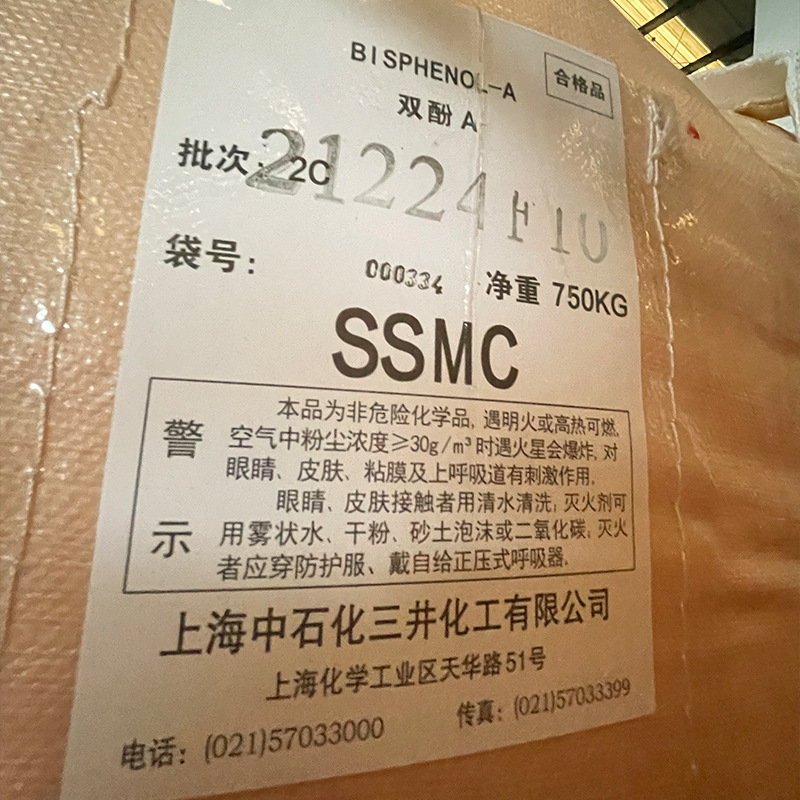 BISPHENOL-A
合格品
双酚 A
批次: 2C
21224H10
袋号:
000334
净重 750KG
SSMC
警示
本品为非危险化学品, 遇明火或高热可燃,
空气中粉尘浓度≥30g/m³时遇火星会爆炸, 对
眼睛、皮肤、粘膜及上呼吸道有刺激作用.
眼睛、皮肤接触者用清水清洗; 灭火剂可
用雾状水、干粉、砂土泡沫或二氧化碳; 灭火
者应穿防护服、戴自给正压式呼吸器.
上海中石化三井化工有限公司
上海化学工业区天华路51号
电话: (021)57033000
传真: (021)57033399